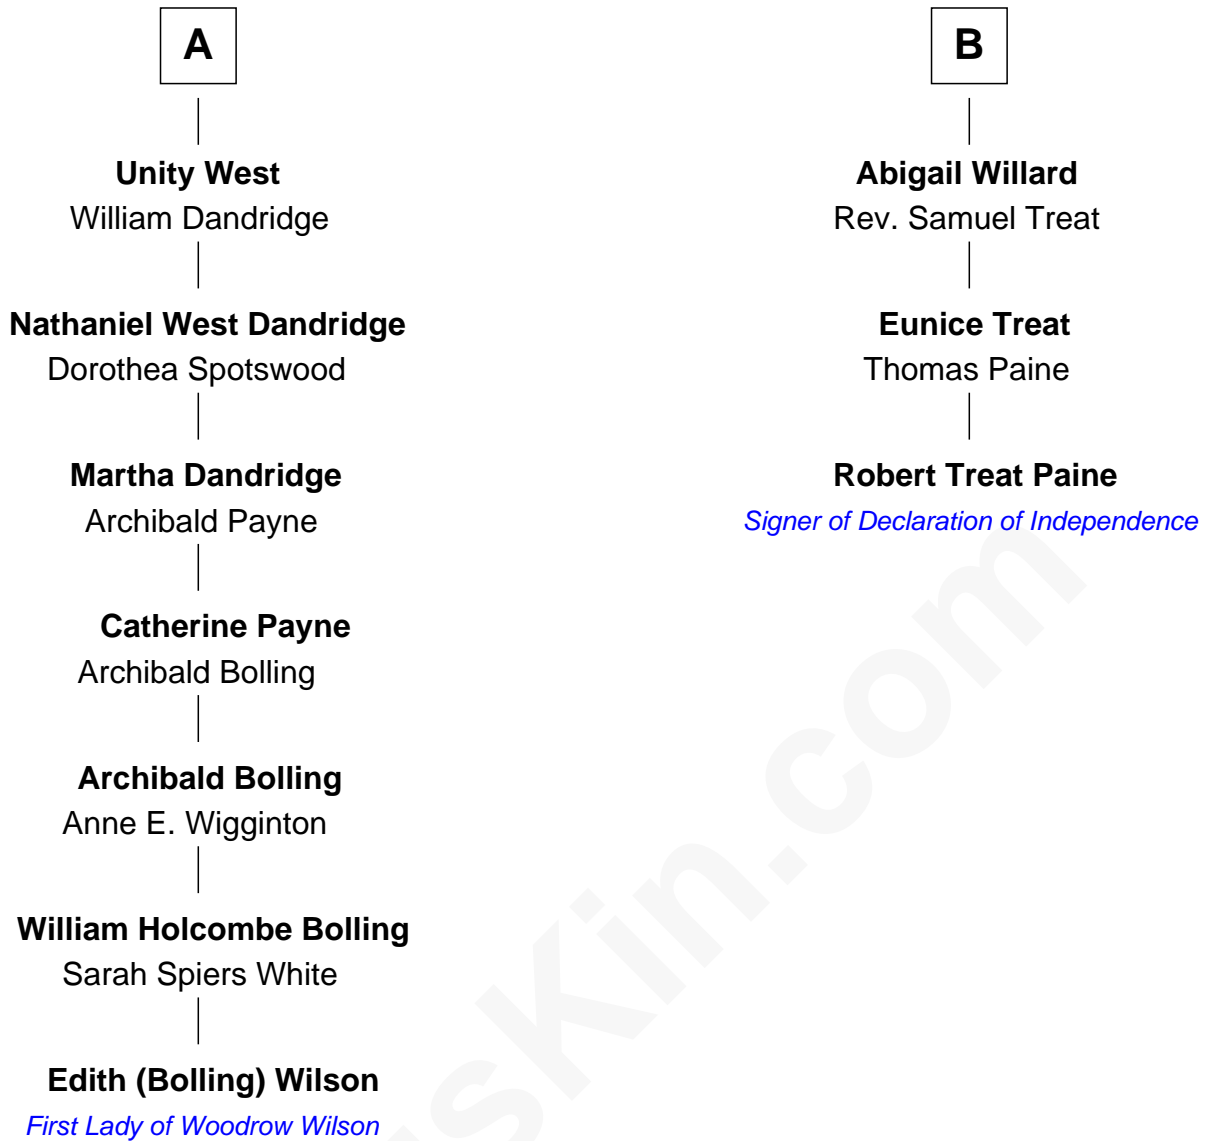 A
Unity West
William Dandridge
Nathaniel West Dandridge
Dorothea Spotswood
Martha Dandridge
Archibald Payne
Catherine Payne
Archibald Bolling
Archibald Bolling
Anne E. Wigginton
William Holcombe Bolling
Sarah Spiers White
Edith (Bolling) Wilson
First Lady of Woodrow Wilson
B
Abigail Willard
Rev. Samuel Treat
Eunice Treat
Thomas Paine
Robert Treat Paine
Signer of Declaration of Independence
sKin.com